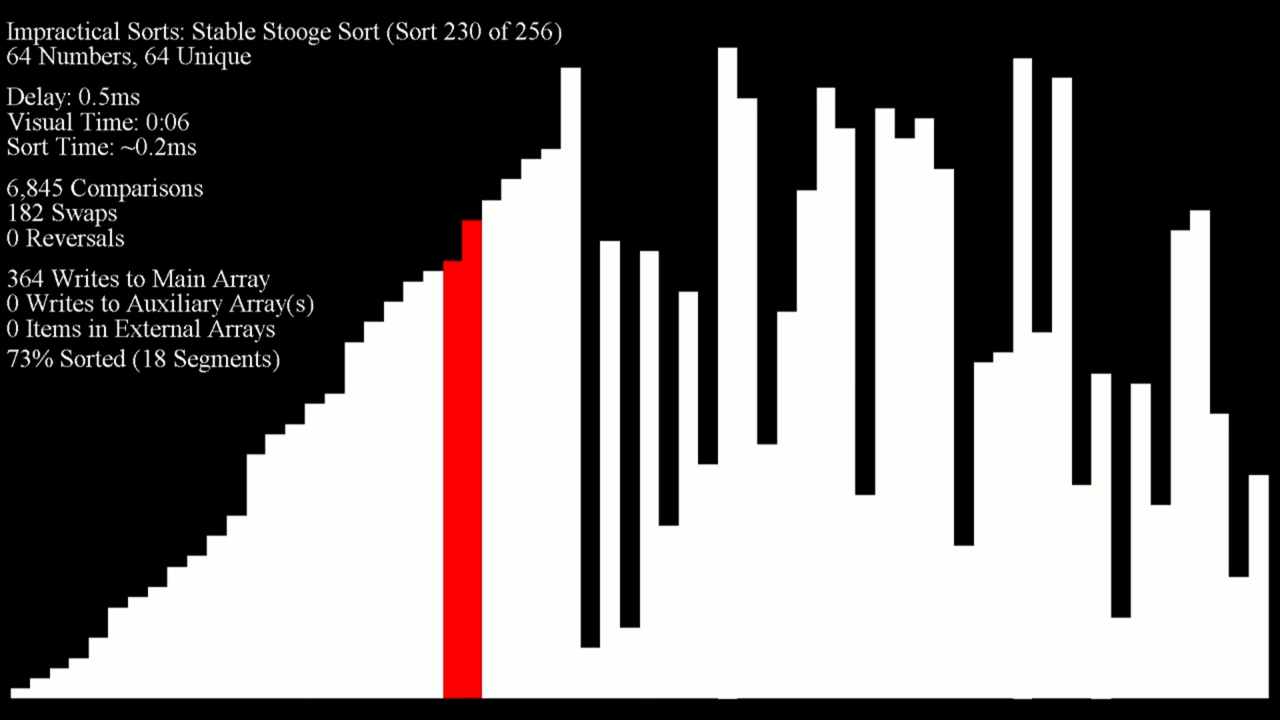 Impractical Sorts: Stable Stooge Sort (Sort 230 of 256)
64 Numbers, 64 Unique
Delay: 0.5ms
Visual Time: 0:06
Sort Time: ~0.2ms
6,845 Comparisons
182 Swaps
0 Reversals
364 Writes to Main Array
0 Writes to Auxiliary Array(s)
0 Items in External Arrays
73% Sorted (18 Segments)